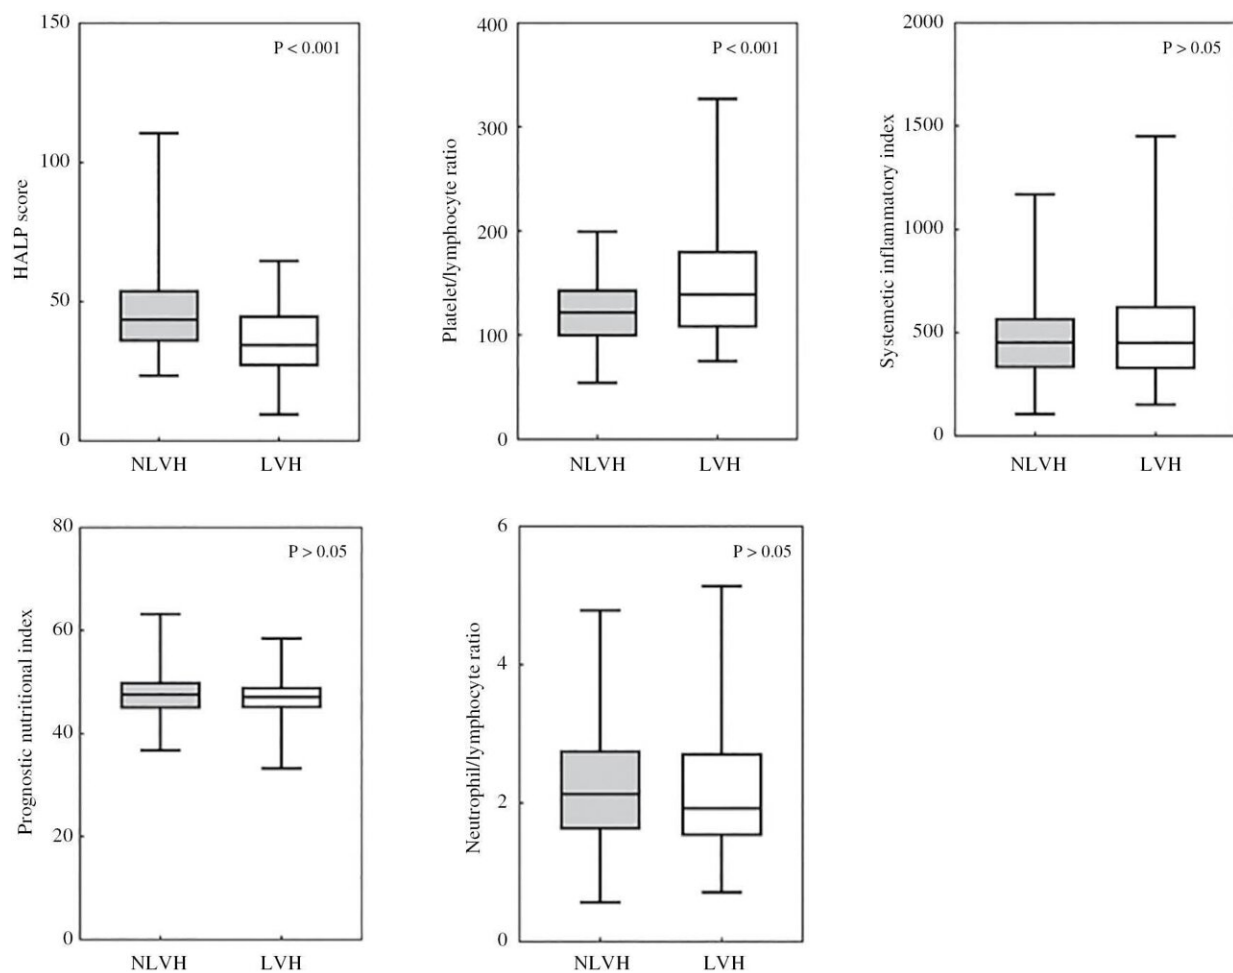 150
P < 0.001
100
HALP score
50
0
NLVH LVH
400
P < 0.001
300
Platelet/lymphocyte ratio
200
100
0
NLVH LVH
2000
P > 0.05
1500
Systemetic inflammatory index
1000
500
0
NLVH LVH
80
P > 0.05
60
Prognostic nutritional index
40
20
0
NLVH LVH
6
P > 0.05
4
Neutrophil/lymphocyte ratio
2
0
NLVH LVH